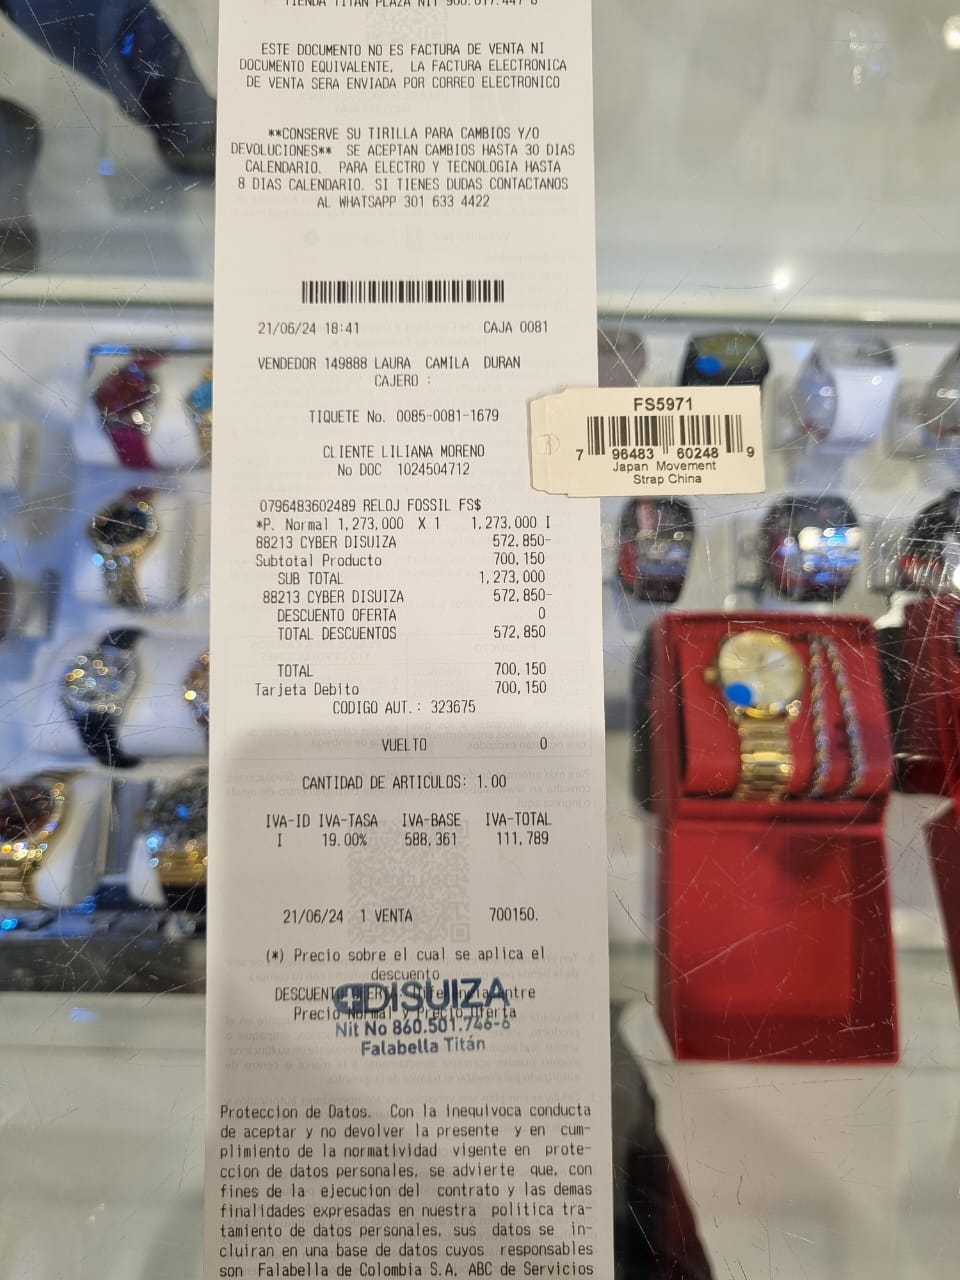 TIENDA TITAN PLAZA NIT 900.017.447-8
ESTE DOCUMENTO NO ES FACTURA DE VENTA NI
DOCUMENTO EQUIVALENTE, LA FACTURA ELECTRONICA
DE VENTA SERA ENVIADA POR CORREO ELECTRONICO
**CONSERVE SU TIRILLA PARA CAMBIOS Y/O
DEVOLUCIONES** SE ACEPTAN CAMBIOS HASTA 30 DIAS
CALENDARIO. PARA ELECTRO Y TECNOLOGIA HASTA
8 DIAS CALENDARIO. SI TIENES DUDAS CONTACTANOS
AL WHATSAPP 301 633 4422
21/06/24 18:41 CAJA 0081
VENDEDOR 149888 LAURA CAMILA DURAN
CAJERO :
TIQUETE No. 0085-0081-1679
CLIENTE LILIANA MORENO
No DOC 1024504712
0796483602489 RELOJ FOSSIL FS$
*P. Normal 1,273,000 X 1 1,273,000 I
88213 CYBER DISUIZA 572,850-
Subtotal Producto 700,150
SUB TOTAL 1,273,000
88213 CYBER DISUIZA 572,850-
DESCUENTO OFERTA 0
TOTAL DESCUENTOS 572,850
TOTAL 700,150
Tarjeta Debito 700,150
CODIGO AUT.: 323675
VUELTO 0
CANTIDAD DE ARTICULOS: 1.00
IVA-ID IVA-TASA IVA-BASE IVA-TOTAL
I 19.00% 588,361 111,789
21/06/24 1 VENTA 700150.
(*) Precio sobre el cual se aplica el
descuento
DESCUENTO OFERTA: Diferencia entre
Precio Normal y Precio Oferta
DISUIZA
Nit No 860.501.746-6
Falabella Titán
Proteccion de Datos. Con la inequivoca conducta
de aceptar y no devolver la presente y en cum-
plimiento de la normatividad vigente en prote-
ccion de datos personales, se advierte que, con
fines de la ejecucion del contrato y las demas
finalidades expresadas en nuestra politica tra-
tamiento de datos personales, sus datos se in-
cluiran en una base de datos cuyos responsables
son Falabella de Colombia S.A, ABC de Servicios
FS5971
7 96483 60248 9
Japan Movement
Strap China